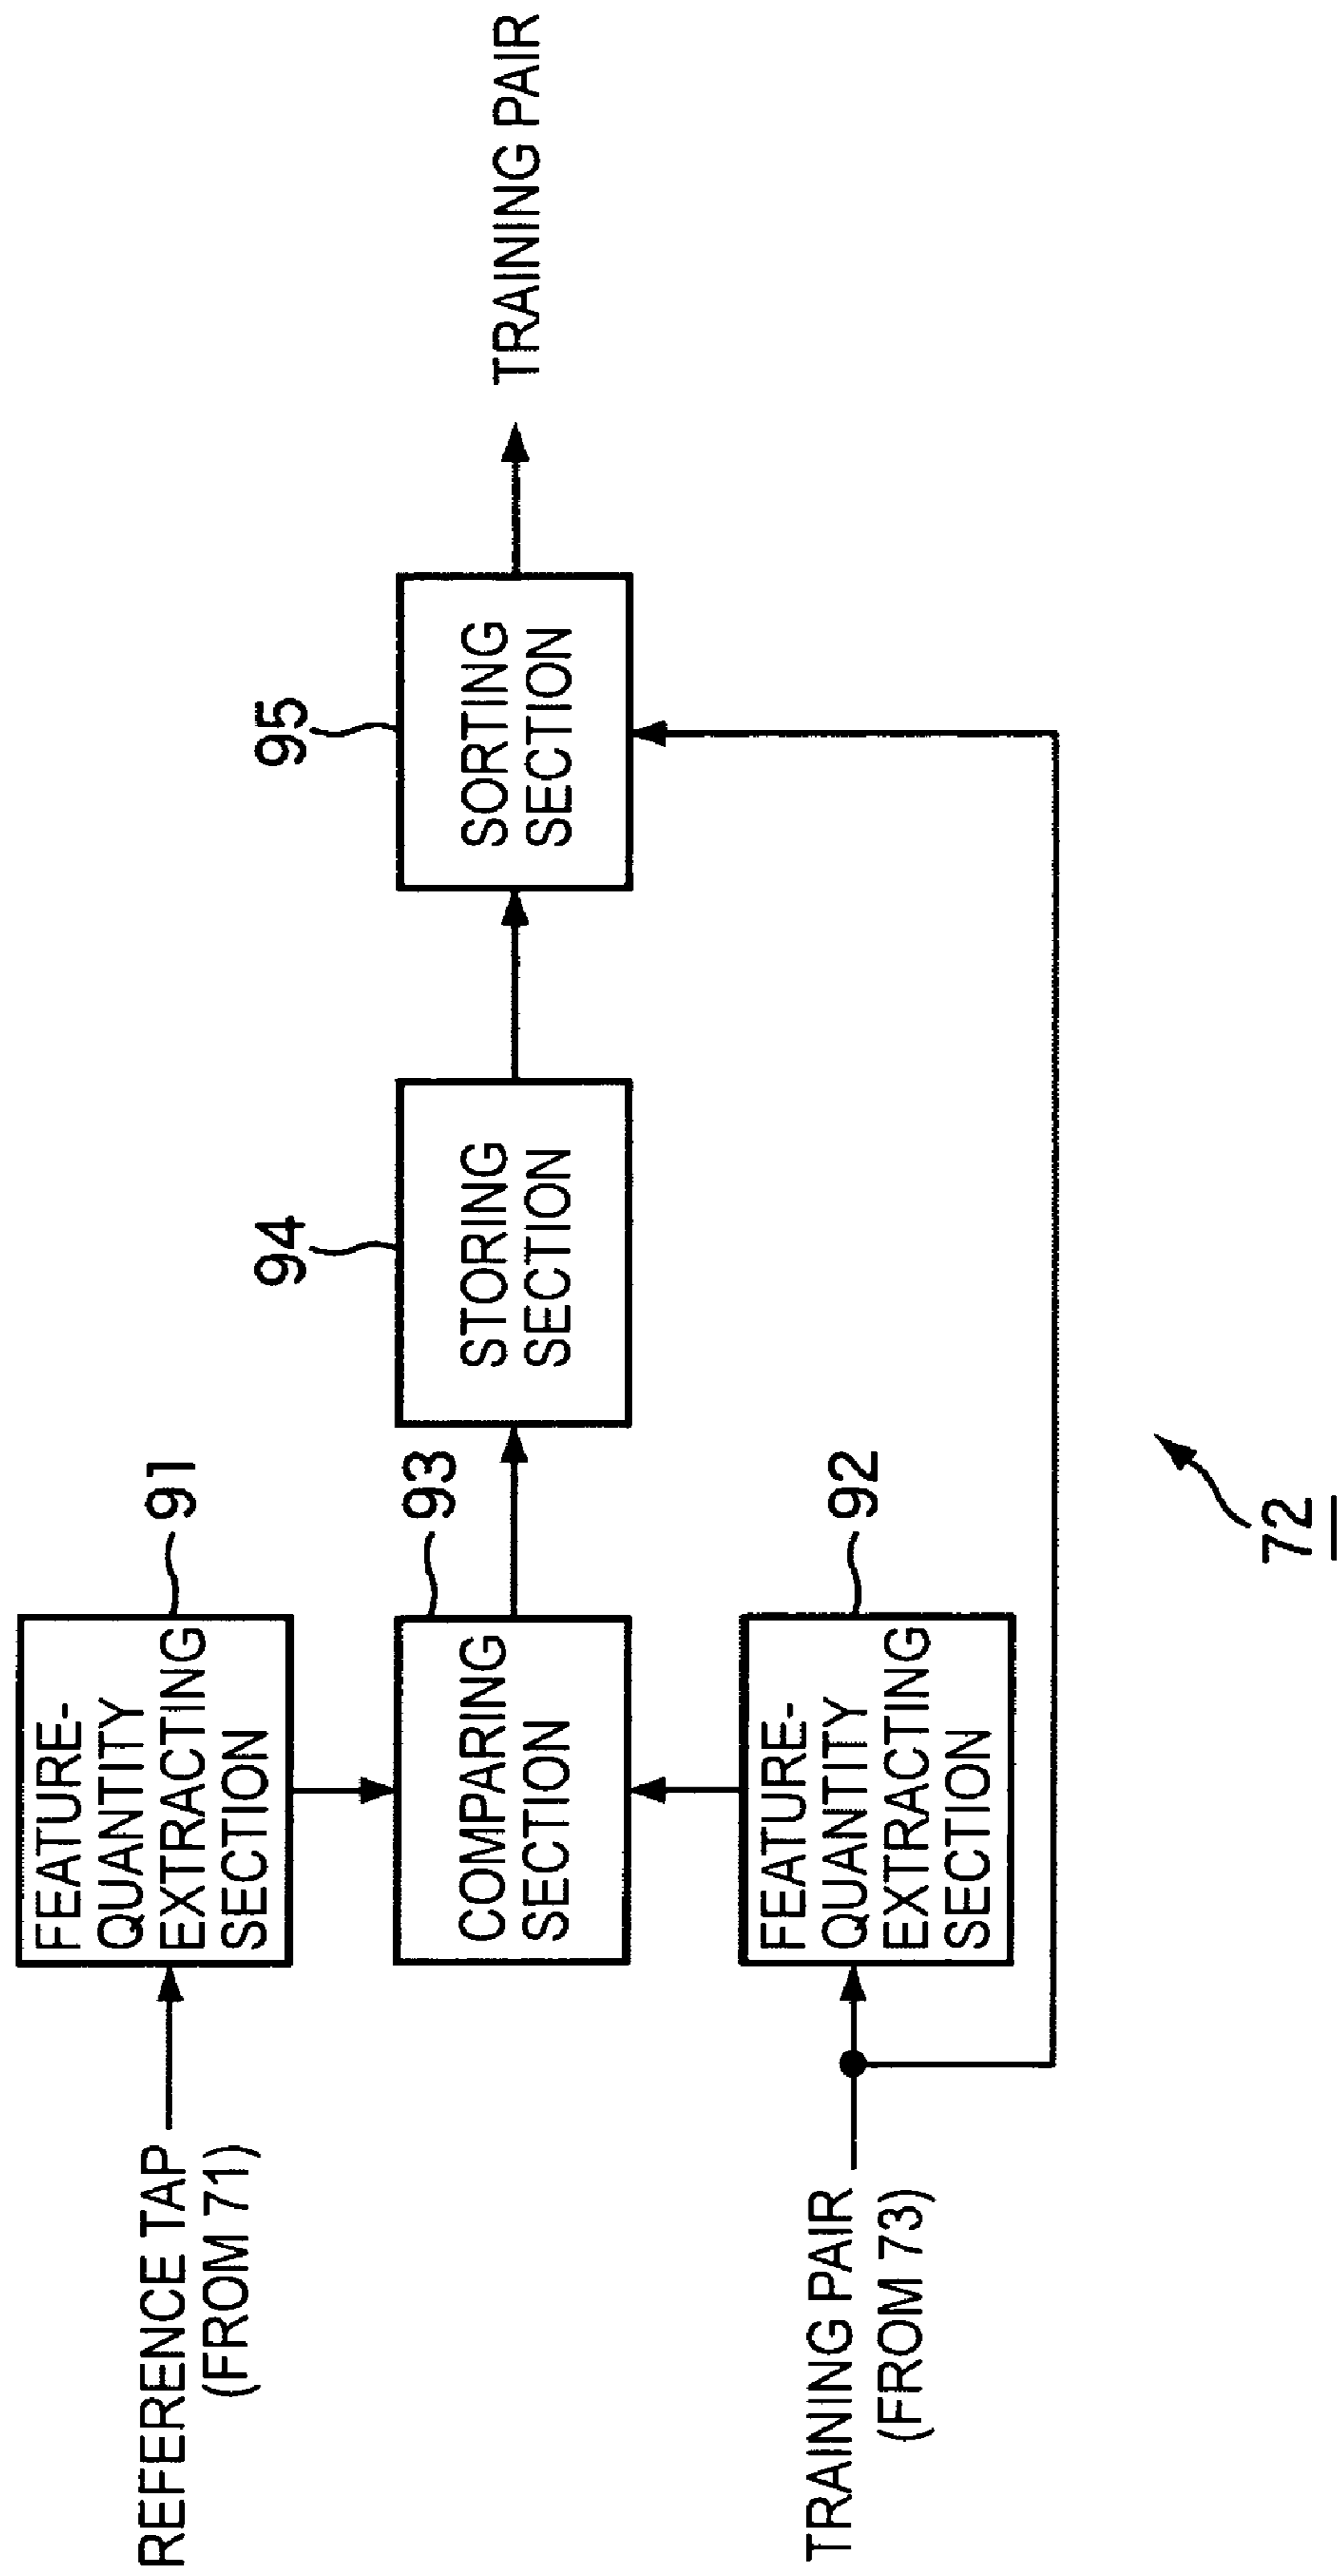 REFERENCE TAP
(FROM 71)
FEATURE-
QUANTITY
EXTRACTING
SECTION
91
COMPARING
SECTION
93
STORING
SECTION
94
SORTING
SECTION
95
TRAINING PAIR
TRAINING PAIR
(FROM 73)
FEATURE-
QUANTITY
EXTRACTING
SECTION
92
72